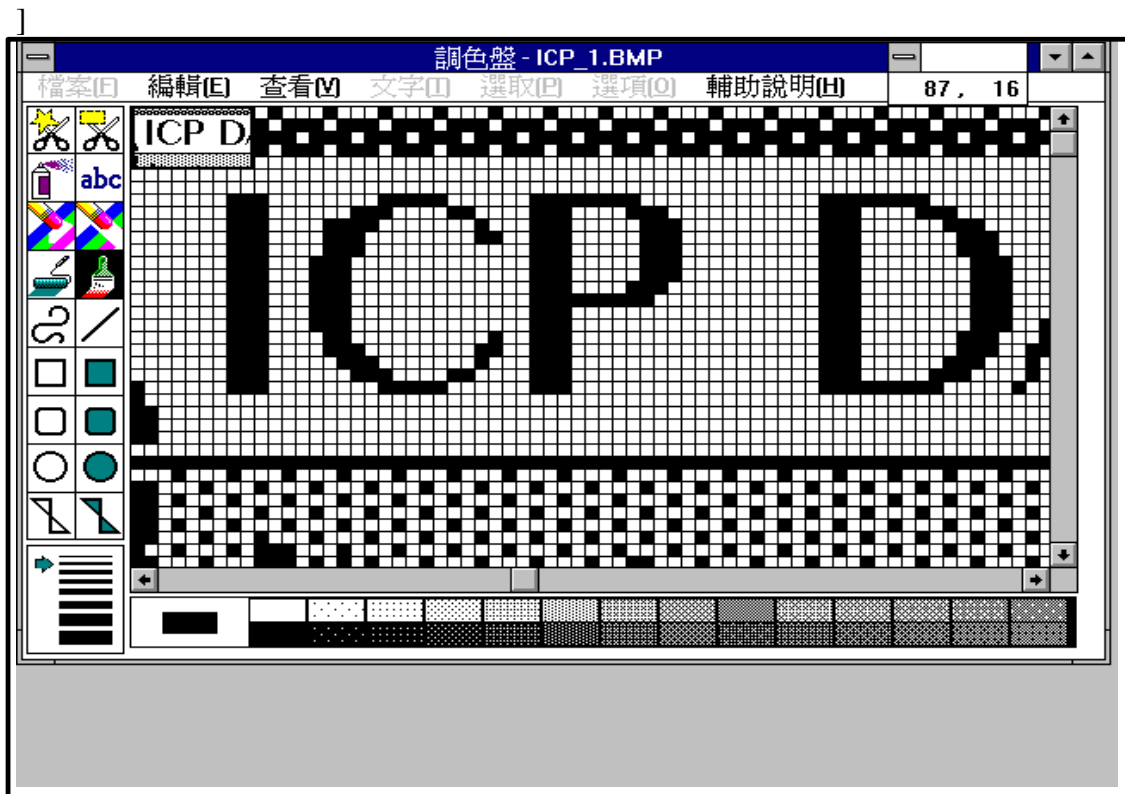 ]
調色盤 - ICP_1.BMP
檔案(F) 編輯(E) 查看(V) 文字(T) 選取(P) 選項(O) 輔助說明(H) 87, 16
ICP DA
abc
ICP D